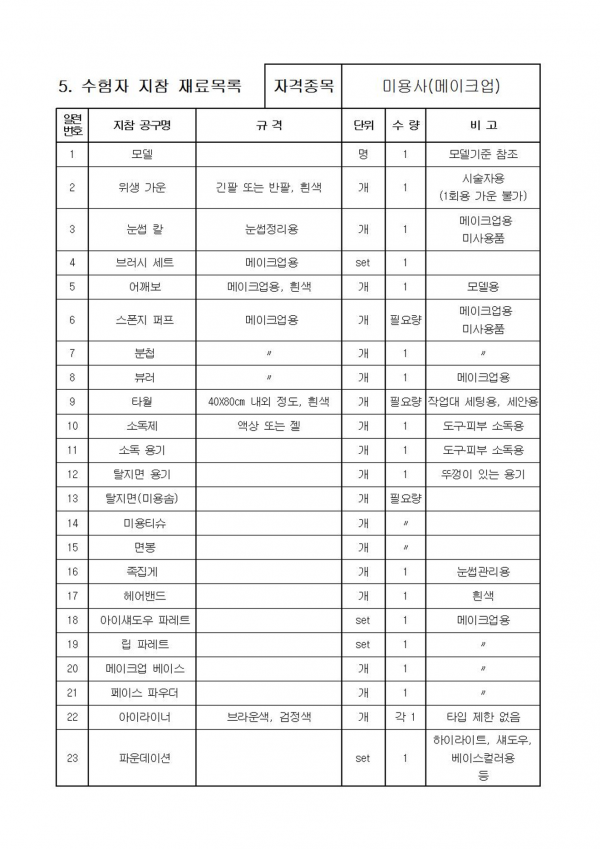 5. 수험자 지참 재료목록 자격종목 미용사(메이크업)
일련번호 지참 공구명 규 격 단위 수 량 비 고
1 모델 명 1 모델기준 참조
2 위생 가운 긴팔 또는 반팔, 흰색 개 1 시술자용
(1회용 가운 불가)
3 눈썹 칼 눈썹정리용 개 1 메이크업용
미사용품
4 브러시 세트 메이크업용 set 1
5 어깨보 메이크업용, 흰색 개 1 모델용
6 스폰지 퍼프 메이크업용 개 필요량 메이크업용
미사용품
7 분첩 〃 개 1 〃
8 뷰러 〃 개 1 메이크업용
9 타월 40X80㎝ 내외 정도, 흰색 개 필요량 작업대 세팅용, 세안용
10 소독제 액상 또는 젤 개 1 도구·피부 소독용
11 소독 용기 개 1 도구·피부 소독용
12 탈지면 용기 개 1 뚜껑이 있는 용기
13 탈지면(미용솜) 개 필요량
14 미용티슈 개 〃
15 면봉 개 〃
16 족집게 개 1 눈썹관리용
17 헤어밴드 개 1 흰색
18 아이섀도우 파레트 set 1 메이크업용
19 립 파레트 set 1 〃
20 메이크업 베이스 개 1 〃
21 페이스 파우더 개 1 〃
22 아이라이너 브라운색, 검정색 개 각 1 타입 제한 없음
23 파운데이션 set 1 하이라이트, 섀도우,
베이스컬러용
등